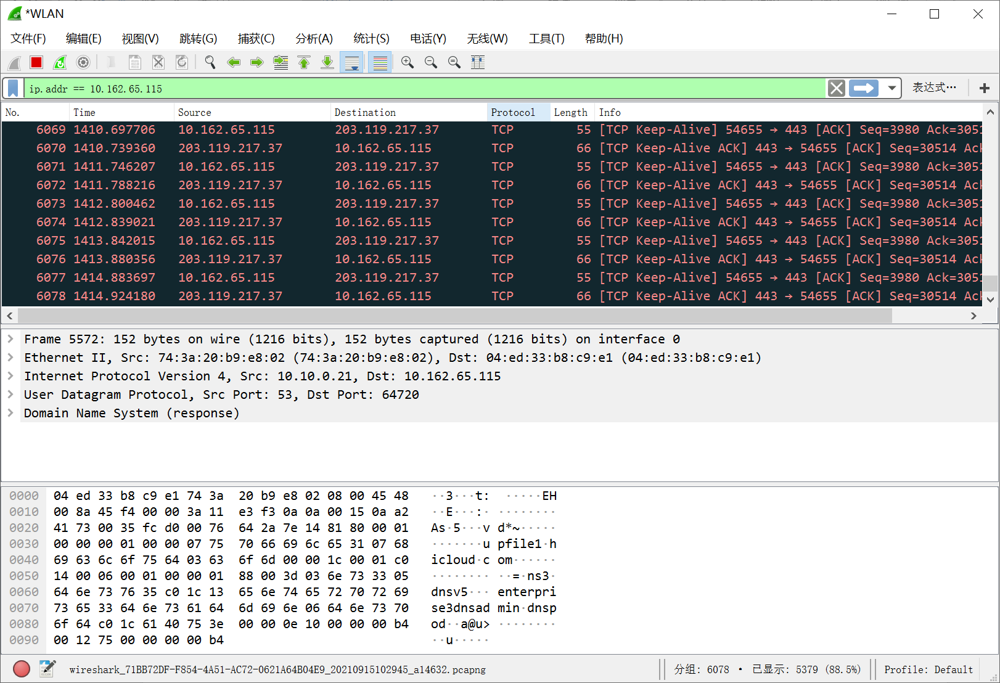 *WLAN
文件(F) 编辑(E) 视图(V) 跳转(G) 捕获(C) 分析(A) 统计(S) 电话(Y) 无线(W) 工具(T) 帮助(H)
ip.addr == 10.162.65.115 表达式…
No. Time Source Destination Protocol Length Info
6069 1410.697706 10.162.65.115 203.119.217.37 TCP 55 [TCP Keep-Alive] 54655 → 443 [ACK] Seq=3980 Ack=3051
6070 1410.739360 203.119.217.37 10.162.65.115 TCP 66 [TCP Keep-Alive ACK] 443 → 54655 [ACK] Seq=30514 Ack
6071 1411.746207 10.162.65.115 203.119.217.37 TCP 55 [TCP Keep-Alive] 54655 → 443 [ACK] Seq=3980 Ack=3051
6072 1411.788216 203.119.217.37 10.162.65.115 TCP 66 [TCP Keep-Alive ACK] 443 → 54655 [ACK] Seq=30514 Ack
6073 1412.800462 10.162.65.115 203.119.217.37 TCP 55 [TCP Keep-Alive] 54655 → 443 [ACK] Seq=3980 Ack=3051
6074 1412.839021 203.119.217.37 10.162.65.115 TCP 66 [TCP Keep-Alive ACK] 443 → 54655 [ACK] Seq=30514 Ack
6075 1413.842015 10.162.65.115 203.119.217.37 TCP 55 [TCP Keep-Alive] 54655 → 443 [ACK] Seq=3980 Ack=3051
6076 1413.880356 203.119.217.37 10.162.65.115 TCP 66 [TCP Keep-Alive ACK] 443 → 54655 [ACK] Seq=30514 Ack
6077 1414.883697 10.162.65.115 203.119.217.37 TCP 55 [TCP Keep-Alive] 54655 → 443 [ACK] Seq=3980 Ack=3051
6078 1414.924180 203.119.217.37 10.162.65.115 TCP 66 [TCP Keep-Alive ACK] 443 → 54655 [ACK] Seq=30514 Ack
Frame 5572: 152 bytes on wire (1216 bits), 152 bytes captured (1216 bits) on interface 0
Ethernet II, Src: 74:3a:20:b9:e8:02 (74:3a:20:b9:e8:02), Dst: 04:ed:33:b8:c9:e1 (04:ed:33:b8:c9:e1)
Internet Protocol Version 4, Src: 10.10.0.21, Dst: 10.162.65.115
User Datagram Protocol, Src Port: 53, Dst Port: 64720
Domain Name System (response)
0000 04 ed 33 b8 c9 e1 74 3a 20 b9 e8 02 08 00 45 48 ··3···t: ·····EH
0010 00 8a 45 f4 00 00 3a 11 e3 f3 0a 0a 00 15 0a a2 ··E···:· ········
0020 41 73 00 35 fc d0 00 76 64 2a 7e 14 81 80 00 01 As·5···v d*~·····
0030 00 00 00 01 00 00 07 75 70 66 69 6c 65 31 07 68 ·······u pfile1·h
0040 69 63 6c 6f 75 64 03 63 6f 6d 00 00 1c 00 01 c0 icloud·c om······
0050 14 00 06 00 01 00 00 01 88 00 3d 03 6e 73 33 05 ········ ··=·ns3·
0060 64 6e 73 76 35 c0 1c 13 65 6e 74 65 72 70 72 69 dnsv5··· enterpri
0070 73 65 33 64 6e 73 61 64 6d 69 6e 06 64 6e 73 70 se3dnsad min·dnsp
0080 6f 64 c0 1c 61 40 75 3e 00 00 0e 10 00 00 00 b4 od··a@u> ········
0090 00 12 75 00 00 00 00 b4 ··u·····
wireshark_71BB72DF-F854-4A51-AC72-0621A64B04E9_20210915102945_a14632.pcapng 分组: 6078 · 已显示: 5379 (88.5%) Profile: Default